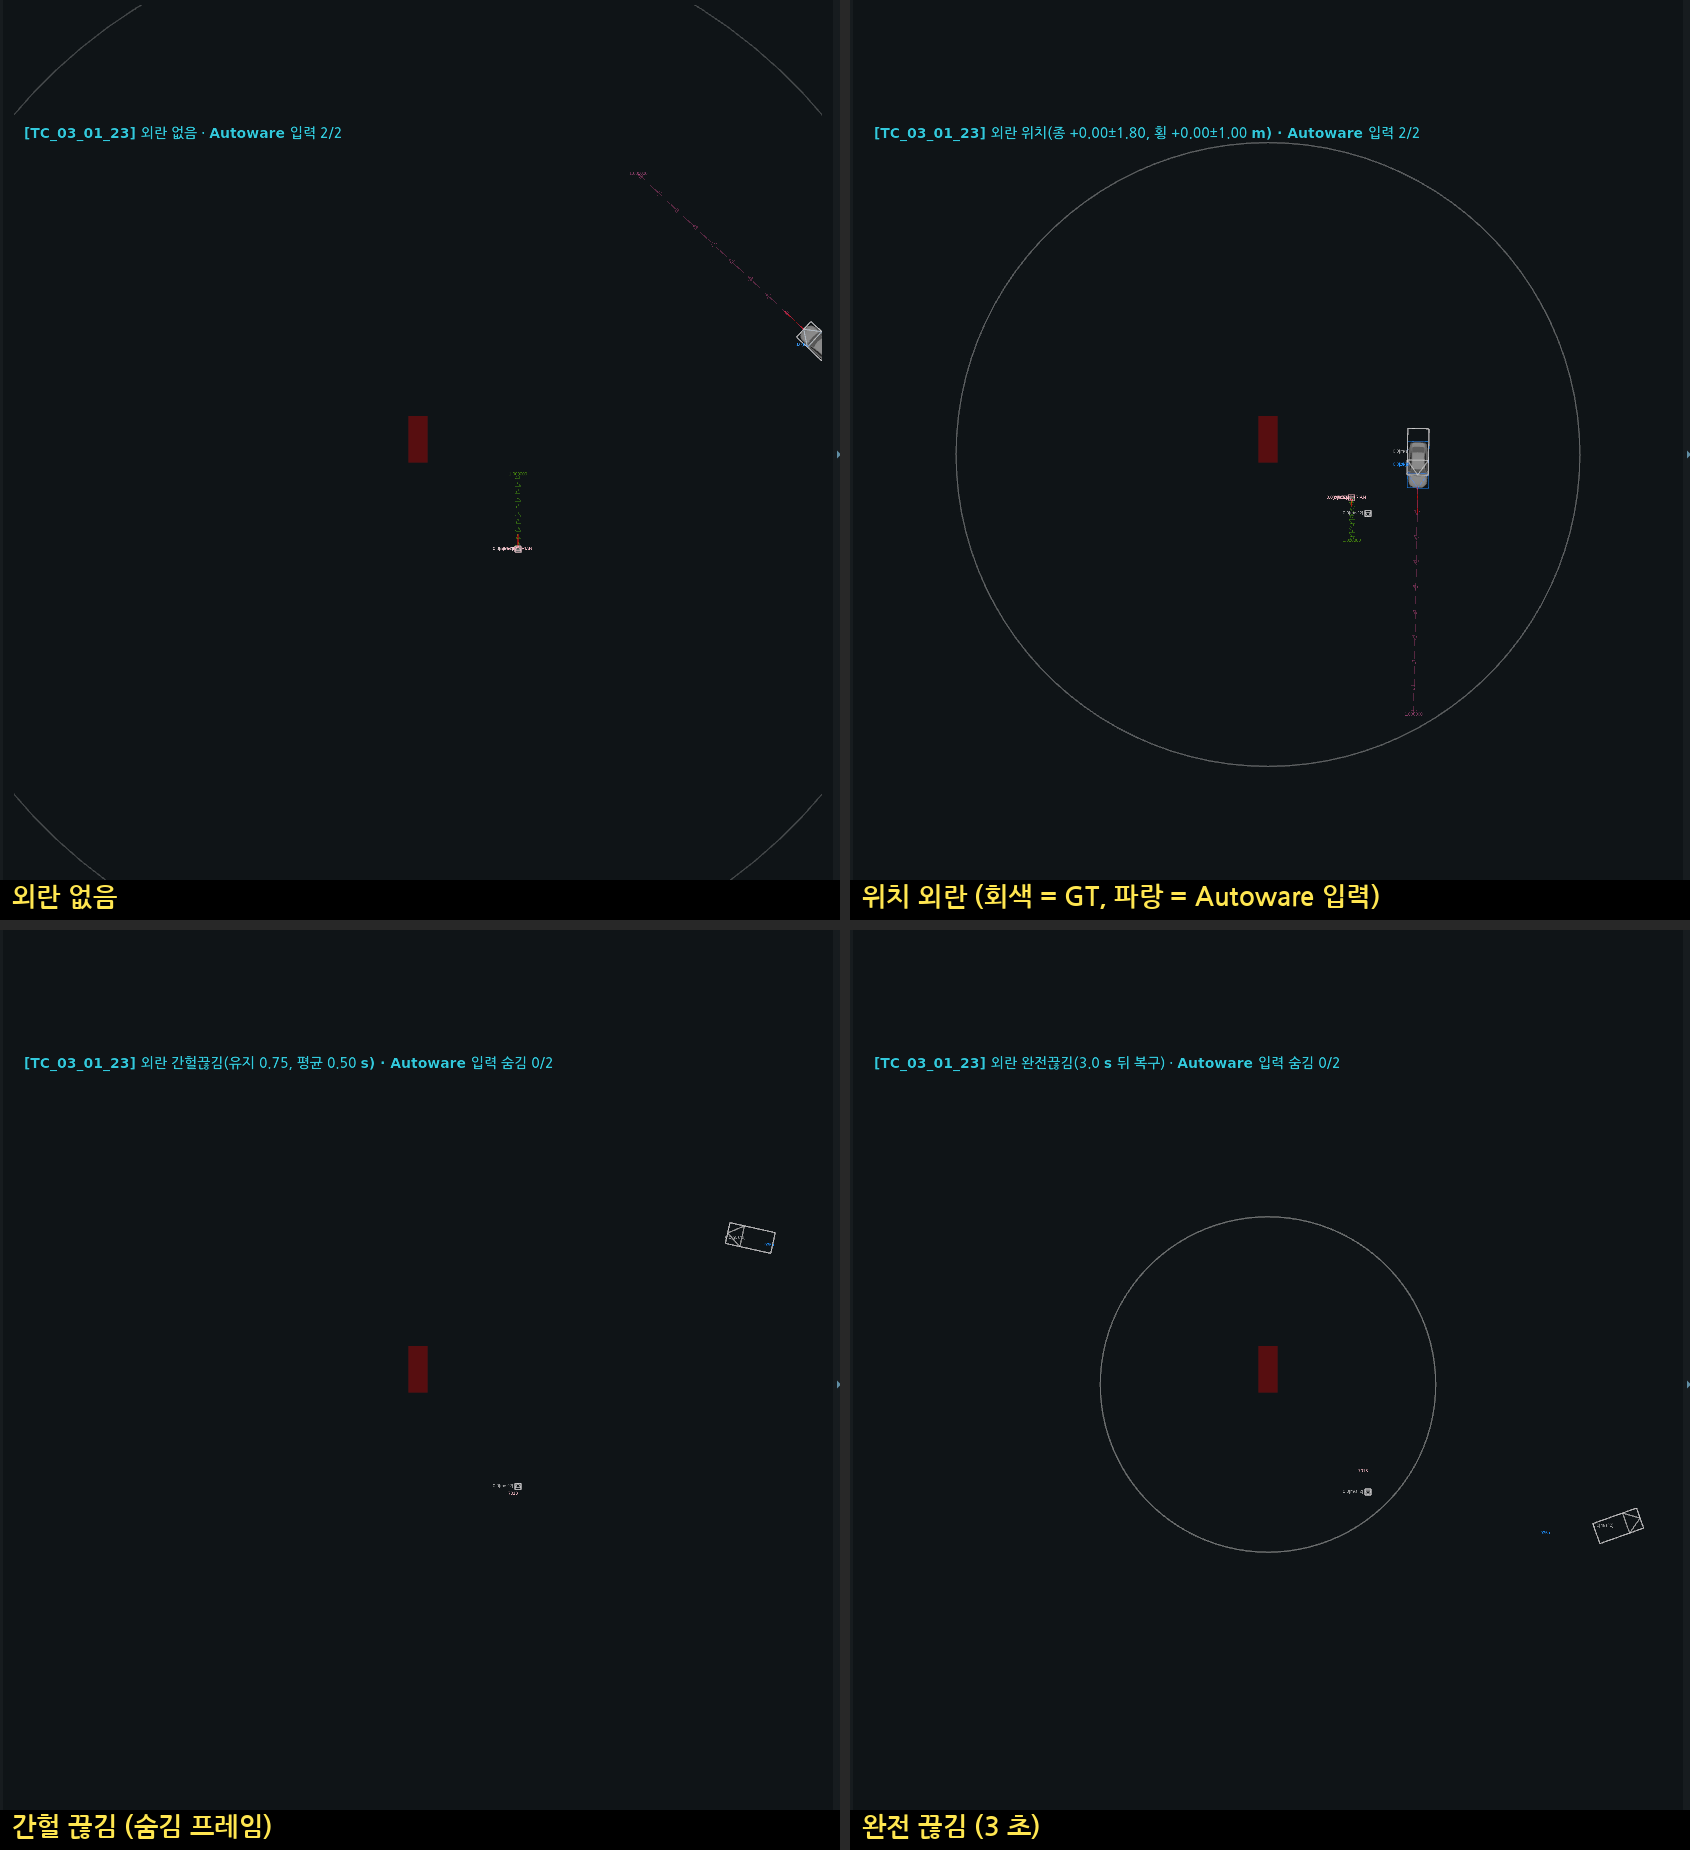 [TC_03_01_23] 외란 없음 · Autoware 입력 2/2
[TC_03_01_23] 외란 위치(종 +0.00±1.80, 횡 +0.00±1.00 m) · Autoware 입력 2/2
외란 없음
위치 외란 (회색 = GT, 파랑 = Autoware 입력)
[TC_03_01_23] 외란 간헐끊김(유지 0.75, 평균 0.50 s) · Autoware 입력 숨김 0/2
[TC_03_01_23] 외란 완전끊김(3.0 s 뒤 복구) · Autoware 입력 숨김 0/2
간헐 끊김 (숨김 프레임)
완전 끊김 (3 초)